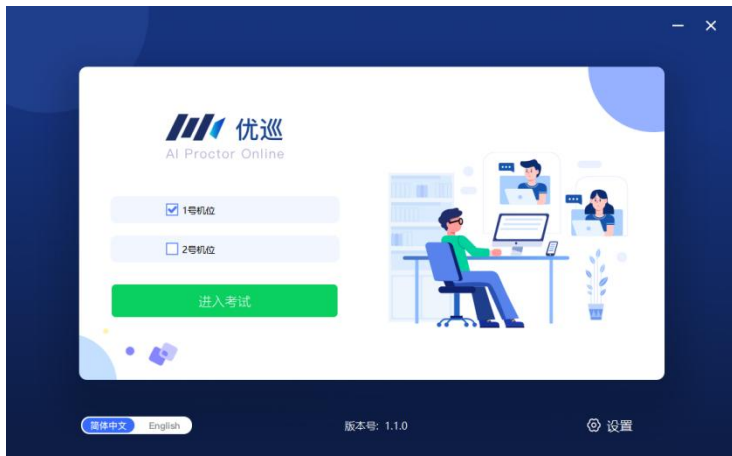 优巡
AI Proctor Online
1号机位
2号机位
进入考试
简体中文 English
版本号: 1.1.0
设置